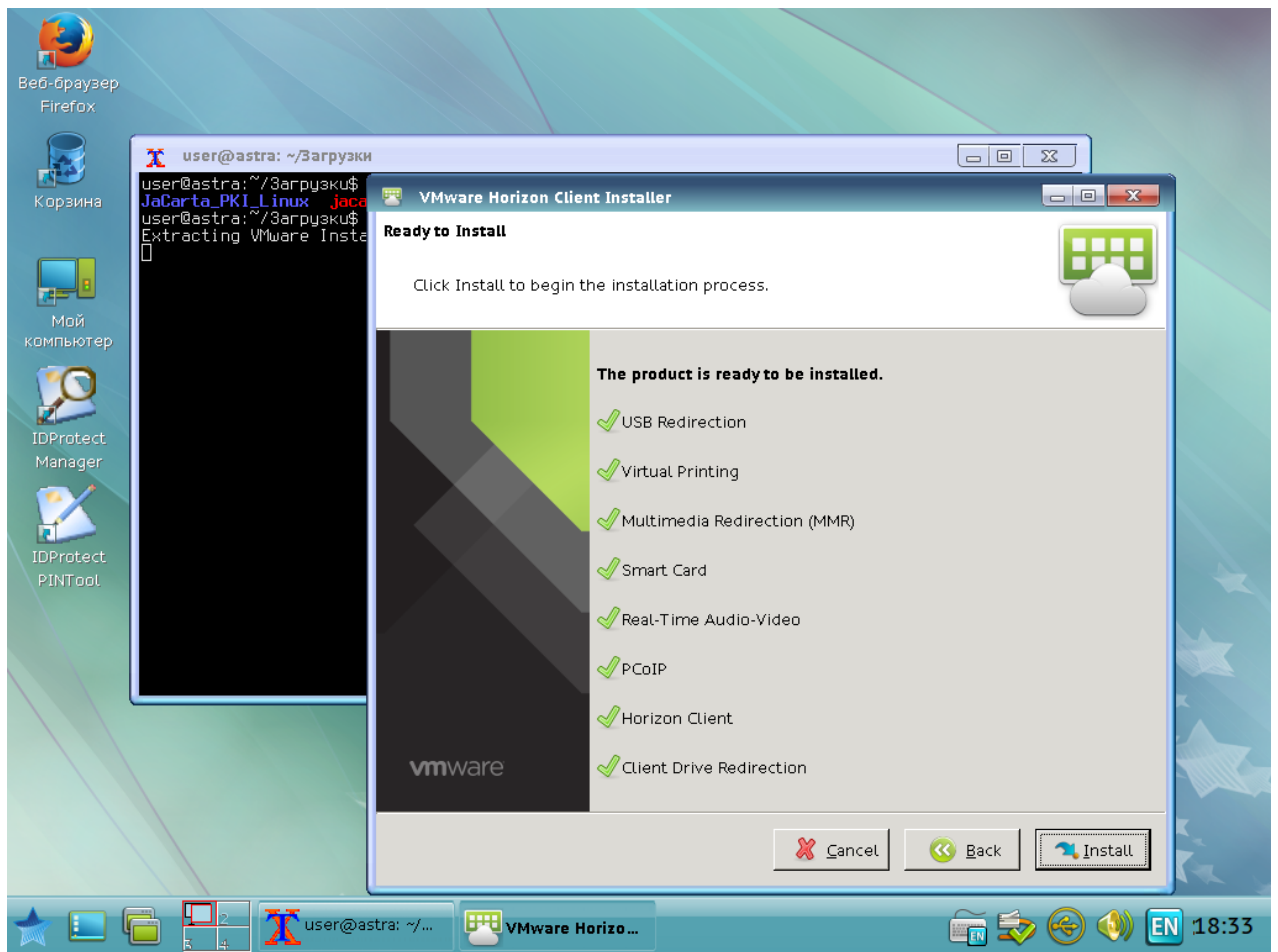 Веб-браузер
Firefox
Корзина
Мой
компьютер
IDProtect
Manager
IDProtect
PINTool
user@astra: ~/Загрузки
user@astra:~/Загрузки$
JaCarta_PKI_Linux jaca
user@astra:~/Загрузки$
Extracting VMware Insta
VMware Horizon Client Installer
Ready to Install
Click Install to begin the installation process.
The product is ready to be installed.
USB Redirection
Virtual Printing
Multimedia Redirection (MMR)
Smart Card
Real-Time Audio-Video
PCoIP
Horizon Client
Client Drive Redirection
vmware
Cancel
Back
Install
2
3 4
user@astra: ~/...
VMware Horizo...
EN
EN
18:33